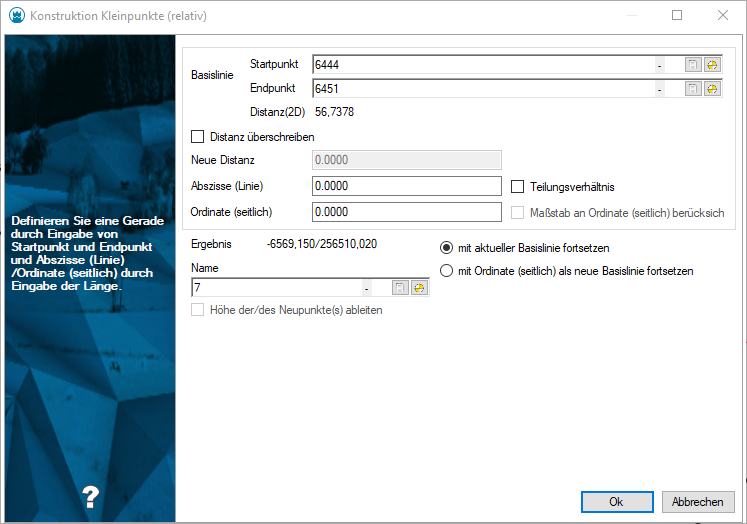 Konstruktion Kleinpunkte (relativ)
Definieren Sie eine Gerade
durch Eingabe von
Startpunkt und Endpunkt
und Abszisse (Linie)
/Ordinate (seitlich) durch
Eingabe der Länge.
?
Basislinie
Startpunkt 6444 -
Endpunkt 6451 -
Distanz(2D) 56,7378
Distanz überschreiben
Neue Distanz 0.0000
Abszisse (Linie) 0.0000 Teilungsverhältnis
Ordinate (seitlich) 0.0000 Maßstab an Ordinate (seitlich) berücksich
Ergebnis -6569,150/256510,020
mit aktueller Basislinie fortsetzen
Name
mit Ordinate (seitlich) als neue Basislinie fortsetzen
7 -
Höhe der/des Neupunkte(s) ableiten
Ok Abbrechen